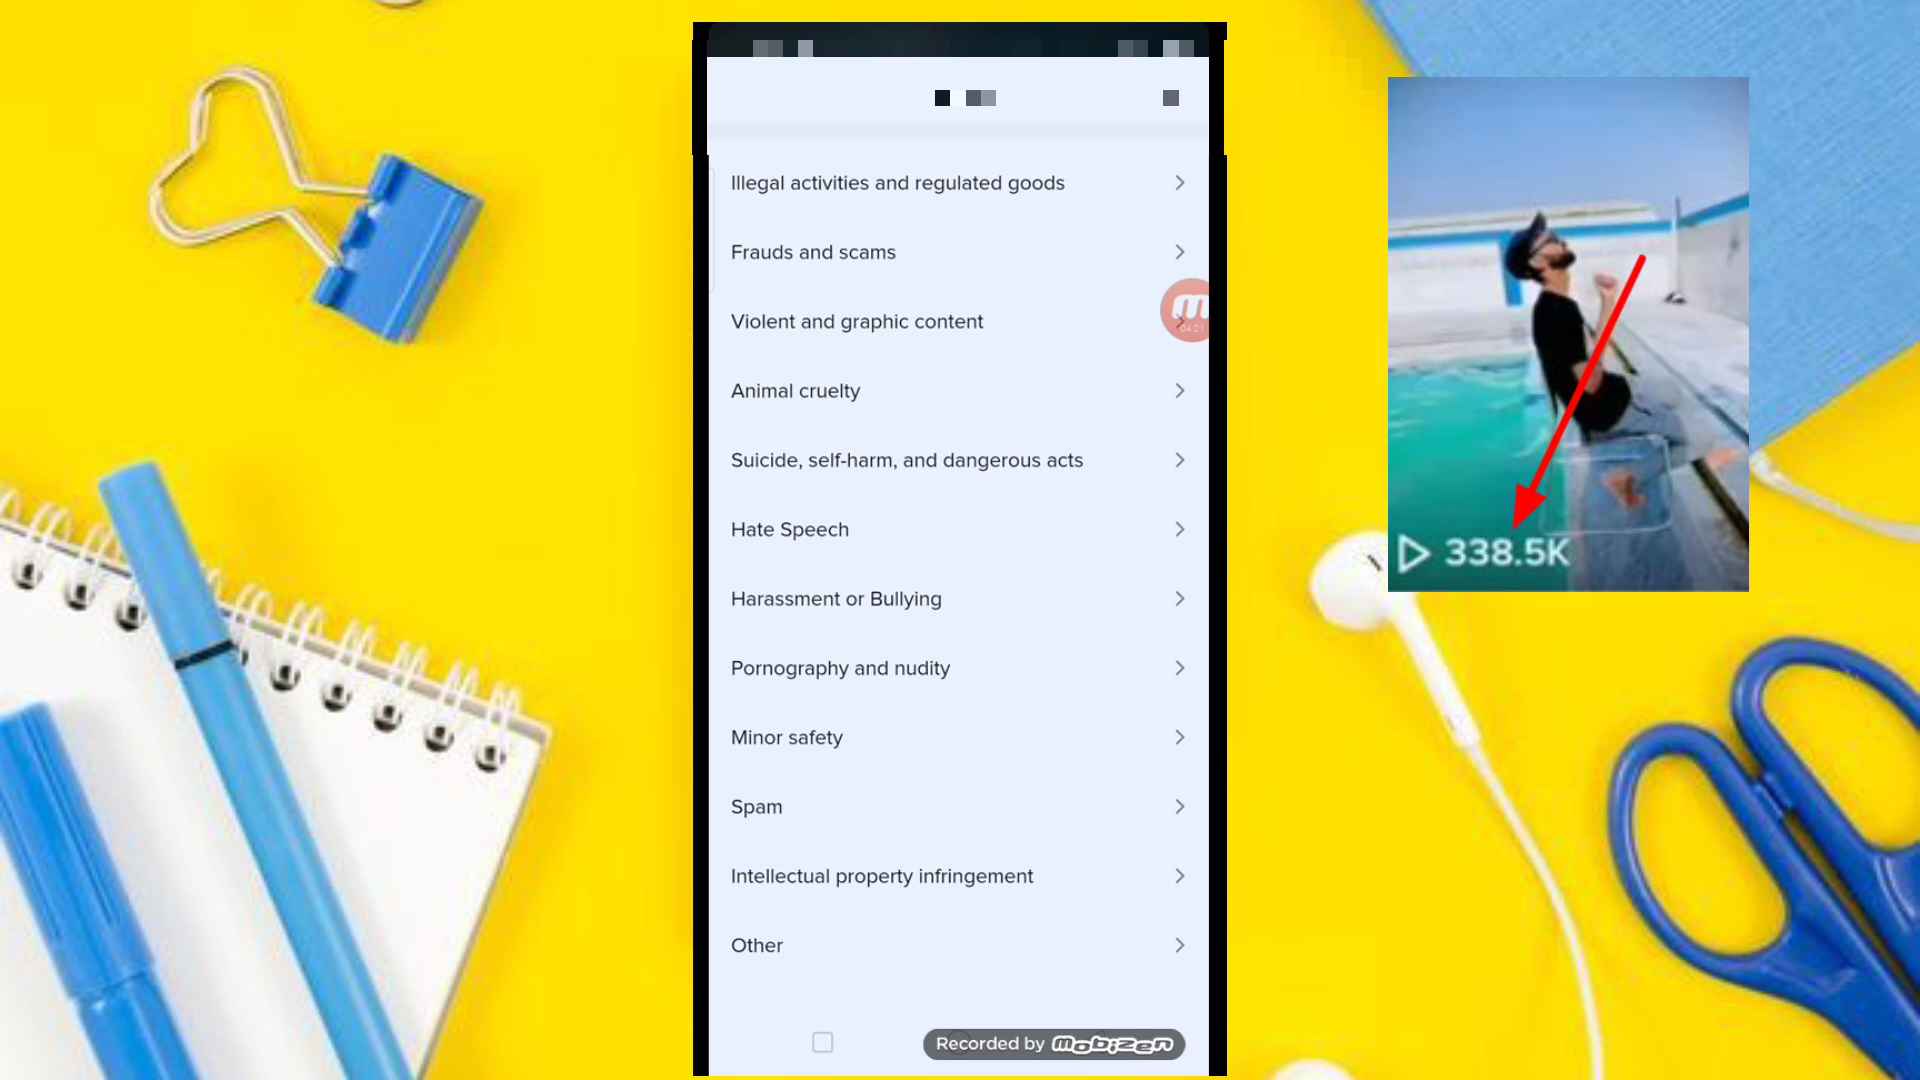 Illegal activities and regulated goods
Frauds and scams
Violent and graphic content
04:21
Animal cruelty
Suicide, self-harm, and dangerous acts
Hate Speech
Harassment or Bullying
Pornography and nudity
Minor safety
Spam
Intellectual property infringement
Other
Recorded by mobizen
338.5K